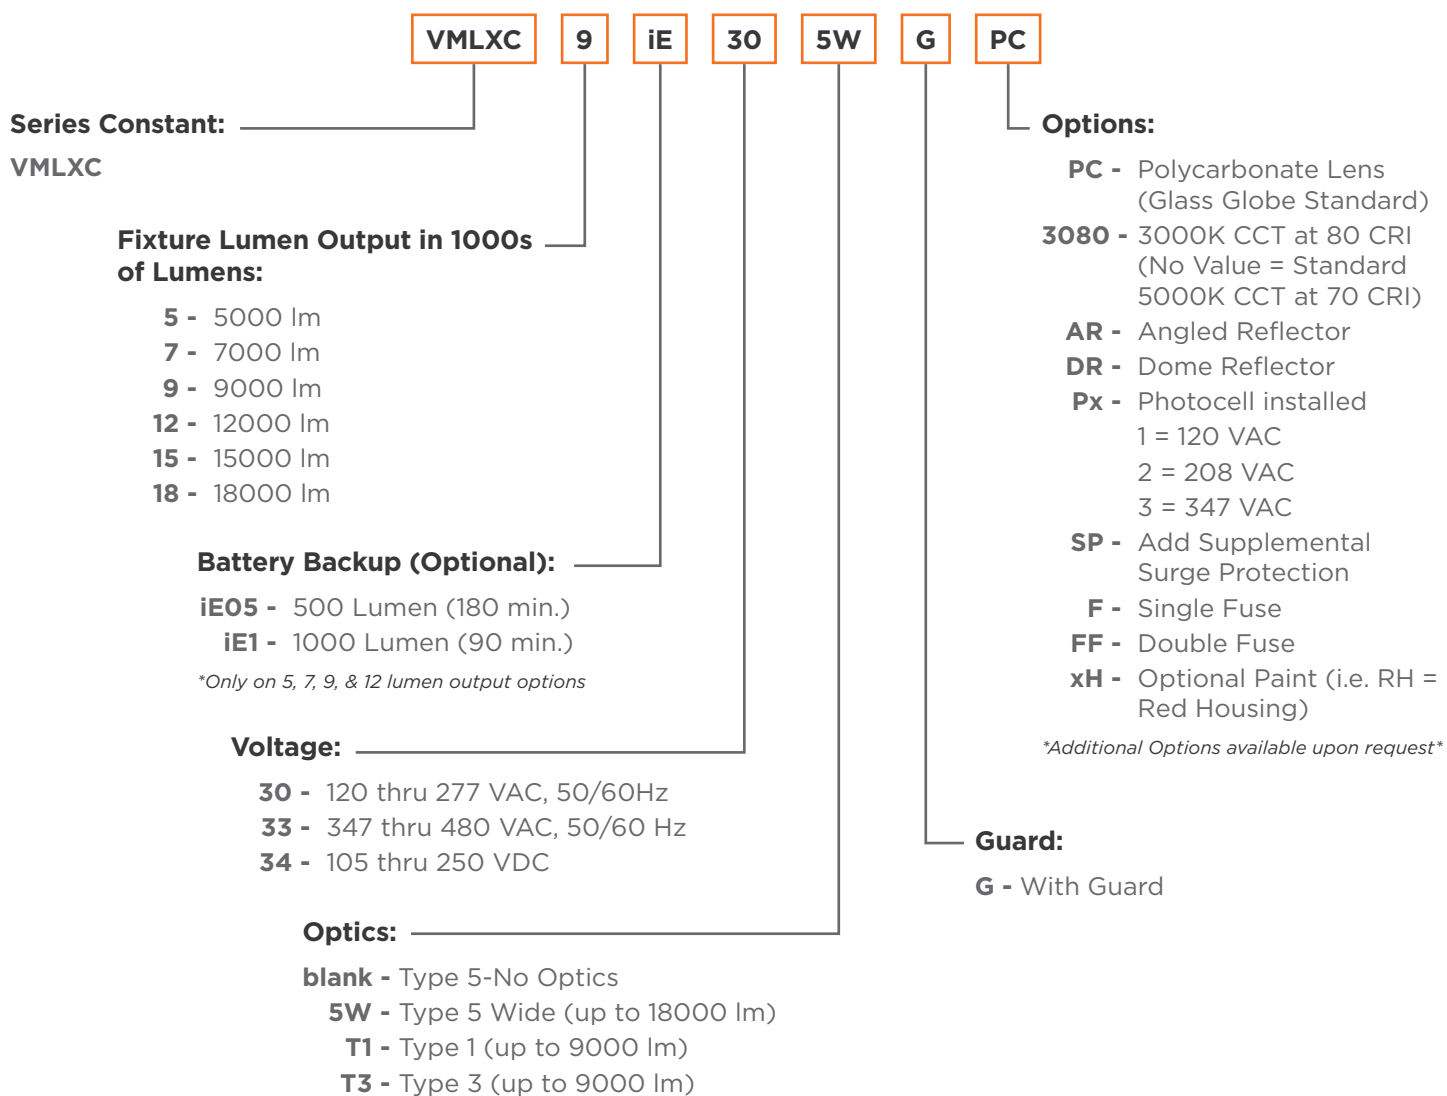 VMLXC 9 iE 30 5W G PC
Series Constant:
VMLXC
Fixture Lumen Output in 1000s
of Lumens:
5 - 5000 lm
7 - 7000 lm
9 - 9000 lm
12 - 12000 lm
15 - 15000 lm
18 - 18000 lm
Battery Backup (Optional):
iE05 - 500 Lumen (180 min.)
iE1 - 1000 Lumen (90 min.)
*Only on 5, 7, 9, & 12 lumen output options
Voltage:
30 - 120 thru 277 VAC, 50/60Hz
33 - 347 thru 480 VAC, 50/60 Hz
34 - 105 thru 250 VDC
Optics:
blank - Type 5-No Optics
5W - Type 5 Wide (up to 18000 lm)
T1 - Type 1 (up to 9000 lm)
T3 - Type 3 (up to 9000 lm)
Guard:
G - With Guard
Options:
PC - Polycarbonate Lens
(Glass Globe Standard)
3080 - 3000K CCT at 80 CRI
(No Value = Standard
5000K CCT at 70 CRI)
AR - Angled Reflector
DR - Dome Reflector
Px - Photocell installed
1 = 120 VAC
2 = 208 VAC
3 = 347 VAC
SP - Add Supplemental
Surge Protection
F - Single Fuse
FF - Double Fuse
xH - Optional Paint (i.e. RH =
Red Housing)
*Additional Options available upon request*